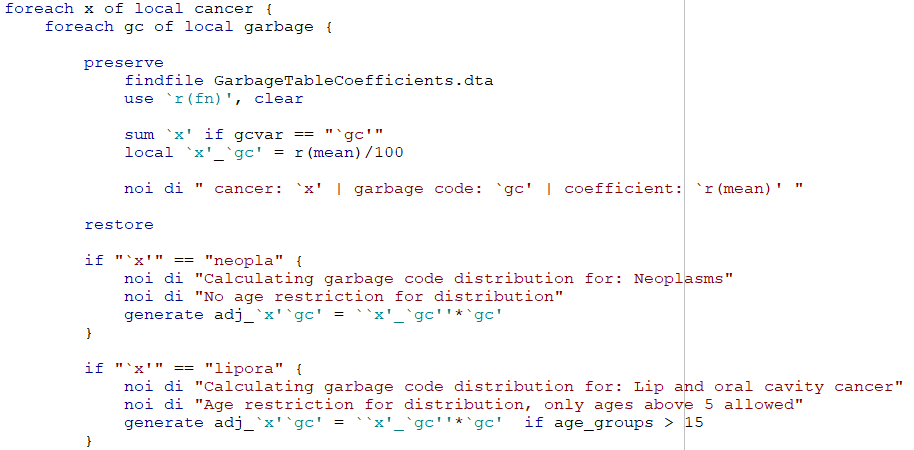 foreach x of local cancer {
foreach gc of local garbage {
preserve
findfile GarbageTableCoefficients.dta
use `r(fn)', clear
sum `x' if gcvar == "`gc'"
local `x'_`gc' = r(mean)/100
noi di " cancer: `x' | garbage code: `gc' | coefficient: `r(mean)' "
restore
if "`x'" == "neopla" {
noi di "Calculating garbage code distribution for: Neoplasms"
noi di "No age restriction for distribution"
generate adj_`x'`gc' = ``x'_`gc''*`gc'
}
if "`x'" == "lipora" {
noi di "Calculating garbage code distribution for: Lip and oral cavity cancer"
noi di "Age restriction for distribution, only ages above 5 allowed"
generate adj_`x'`gc' = ``x'_`gc''*`gc'  if age_groups > 15
}